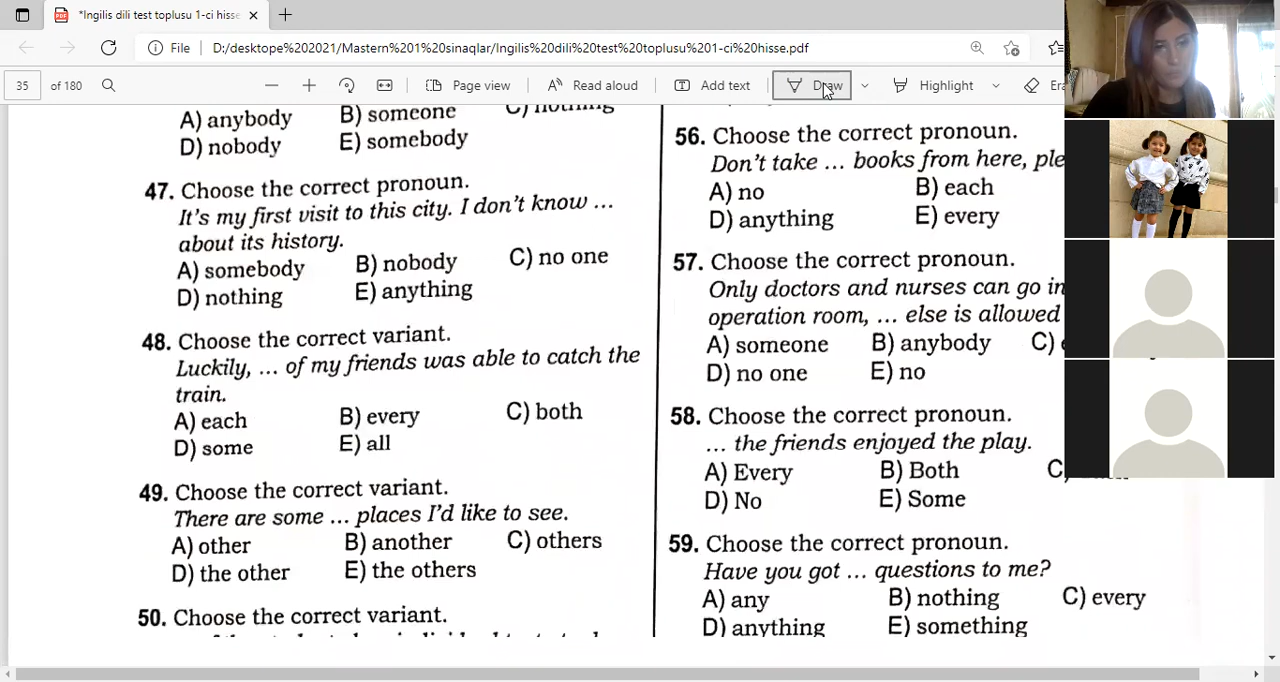 *Ingilis dili test toplusu 1-ci hisse
File
D:/desktope%202021/Mastern%201%20sinaqlar/Ingilis%20dili%20test%20toplusu%201-ci%20hisse.pdf
35 of 180
Page view
Read aloud
Add text
Draw
Highlight
A) anybody B) someone C) nothing
D) nobody E) somebody
47. Choose the correct pronoun.
It's my first visit to this city. I don't know ...
about its history.
A) somebody B) nobody C) no one
D) nothing E) anything
48. Choose the correct variant.
Luckily, ... of my friends was able to catch the
train.
A) each B) every C) both
D) some E) all
49. Choose the correct variant.
There are some ... places I'd like to see.
A) other B) another C) others
D) the other E) the others
50. Choose the correct variant.
56. Choose the correct pronoun.
Don't take ... books from here,
A) no B) each
D) anything E) every
57. Choose the correct pronoun.
Only doctors and nurses can go in
operation room, ... else is allowed
A) someone B) anybody C)
D) no one E) no
58. Choose the correct pronoun.
... the friends enjoyed the play.
A) Every B) Both
D) No E) Some
59. Choose the correct pronoun.
Have you got ... questions to me?
A) any B) nothing C) every
D) anything E) something